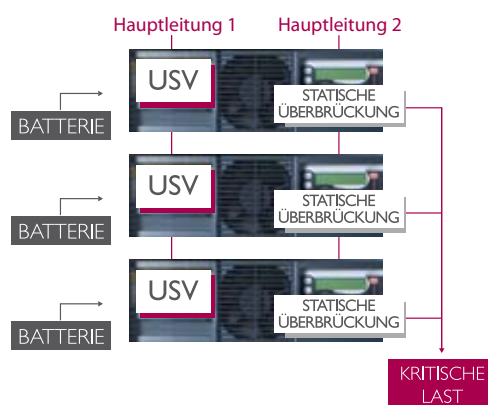 Hauptleitung 1
Hauptleitung 2
USV
STATISCHE
ÜBERBRÜCKUNG
BATTERIE
USV
STATISCHE
ÜBERBRÜCKUNG
BATTERIE
USV
STATISCHE
ÜBERBRÜCKUNG
BATTERIE
KRITISCHE
LAST